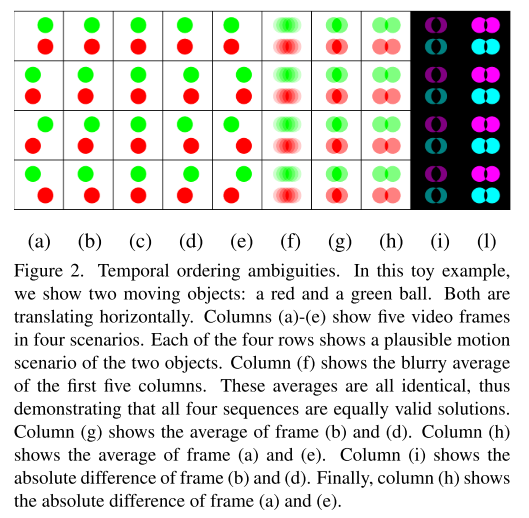 (a) (b) (c) (d) (e) (f) (g) (h) (i) (l)
Figure 2. Temporal ordering ambiguities. In this toy example,
we show two moving objects: a red and a green ball. Both are
translating horizontally. Columns (a)-(e) show five video frames
in four scenarios. Each of the four rows shows a plausible motion
scenario of the two objects. Column (f) shows the blurry average
of the first five columns. These averages are all identical, thus
demonstrating that all four sequences are equally valid solutions.
Column (g) shows the average of frame (b) and (d). Column (h)
shows the average of frame (a) and (e). Column (i) shows the
absolute difference of frame (b) and (d). Finally, column (h) shows
the absolute difference of frame (a) and (e).